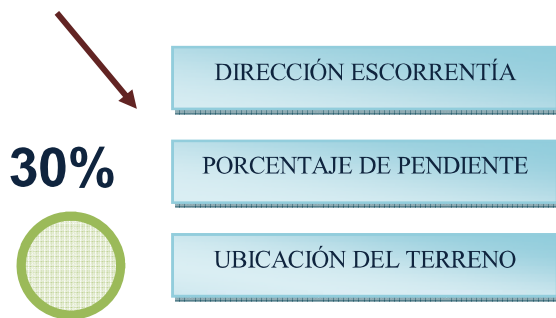 DIRECCIÓN ESCORRENTÍA
30%
PORCENTAJE DE PENDIENTE
UBICACIÓN DEL TERRENO